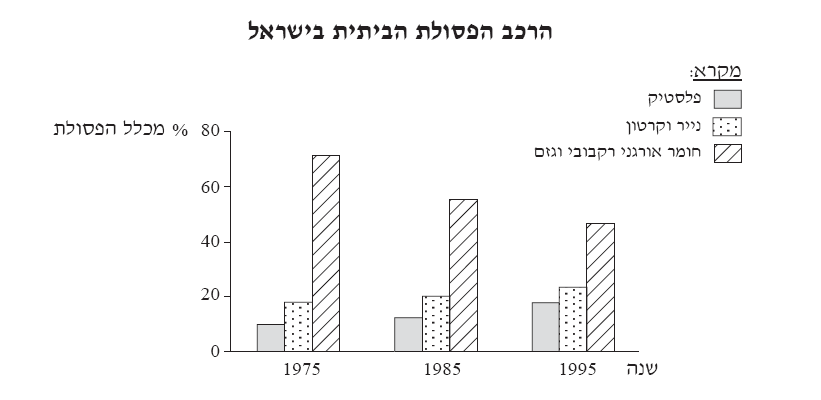 הרכב הפסולת הביתית בישראל
מקרא:
פלסטיק
נייר וקרטון
חומר אורגני רקבובי וגזם
% מכלל הפסולת
80
60
40
20
0
1975 1985 1995 שנה